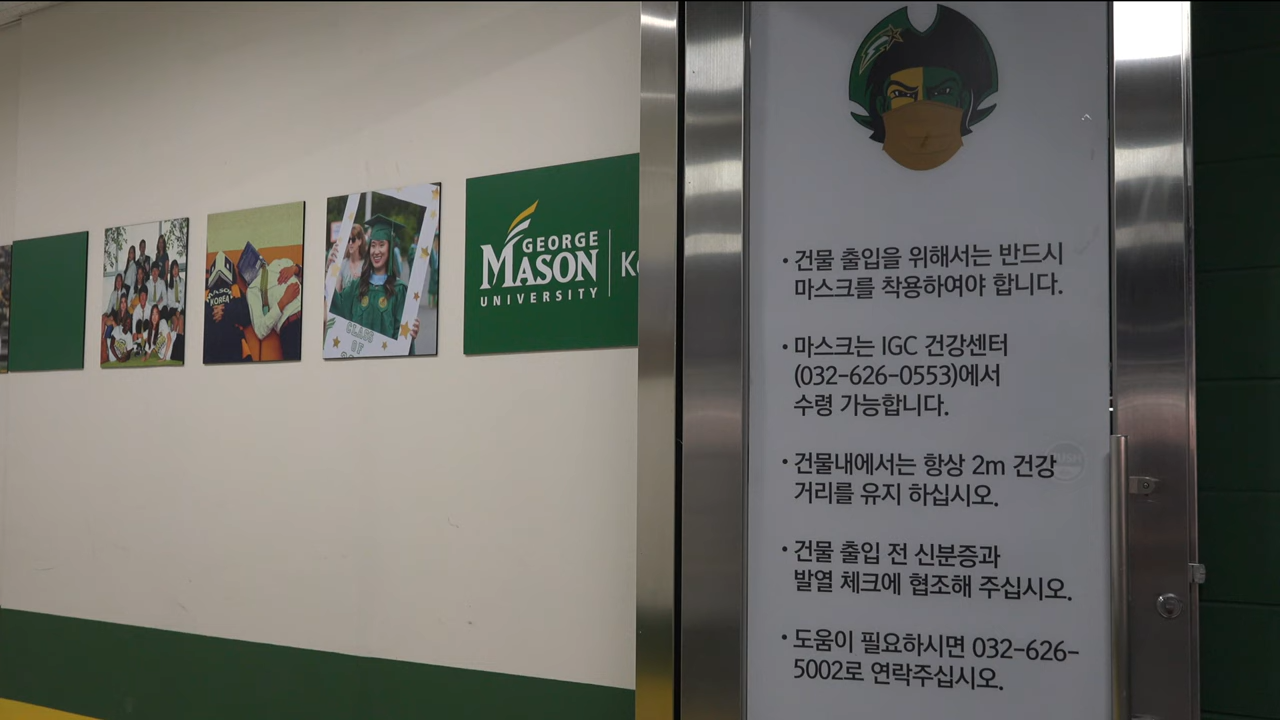 MASON
KOREA
CLASS
OF
GEORGE
MASON
UNIVERSITY
K
• 건물 출입을 위해서는 반드시
마스크를 착용하여야 합니다.
• 마스크는 IGC 건강센터
(032-626-0553)에서
수령 가능합니다.
• 건물내에서는 항상 2m 건강
거리를 유지 하십시오.
• 건물 출입 전 신분증과
발열 체크에 협조해 주십시오.
• 도움이 필요하시면 032-626-
5002로 연락주십시오.